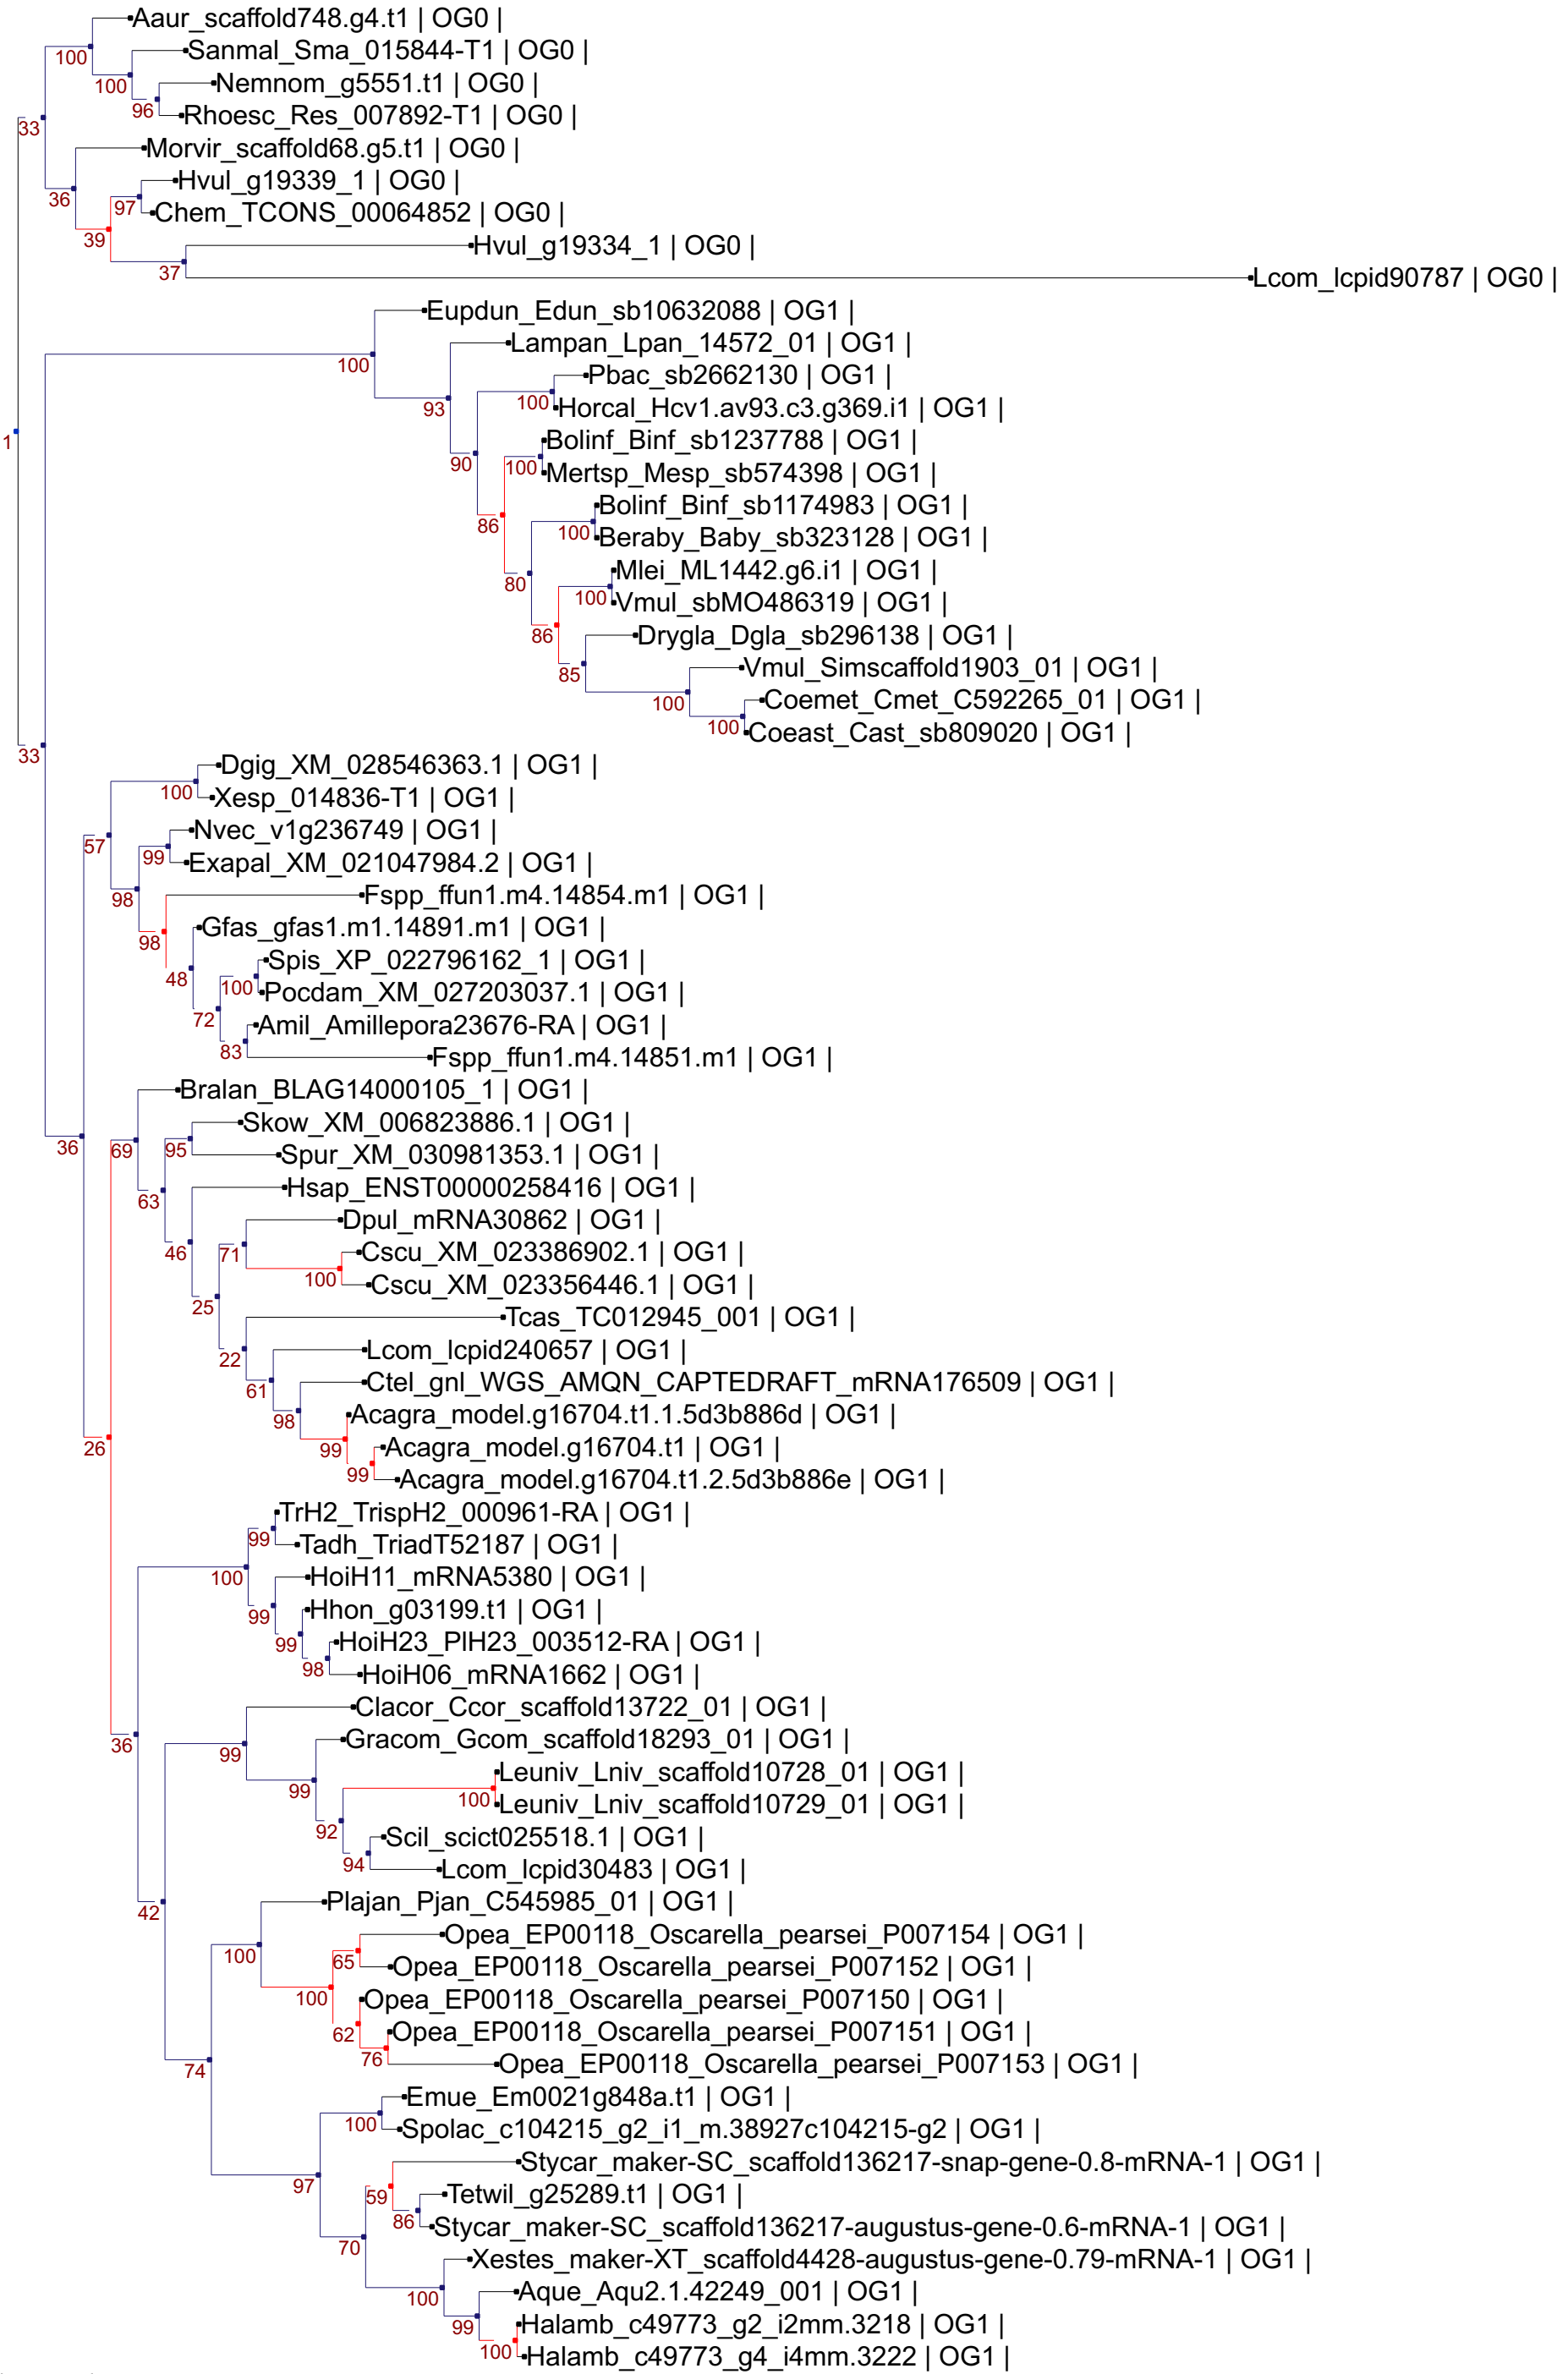 Aaur_scaffold748.g4.t1 | OG0 |
100
Sanmal_Sma_015844-T1 | OG0 |
100
Nemnom_g5551.t1 | OG0 |
96
Rhoesc_Res_007892-T1 | OG0 |
33
Morvir_scaffold68.g5.t1 | OG0 |
36
Hvul_g19339_1 | OG0 |
97
Chem_TCONS_00064852 | OG0 |
39
Hvul_g19334_1 | OG0 |
37
Lcom_lcpid90787 | OG0 |
Eupdun_Edun_sb10632088 | OG1 |
100
Lampan_Lpan_14572_01 | OG1 |
93
Pbac_sb2662130 | OG1 |
100
Horcal_Hcv1.av93.c3.g369.i1 | OG1 |
1
90
Bolinf_Binf_sb1237788 | OG1 |
100
Mertsp_Mesp_sb574398 | OG1 |
86
Bolinf_Binf_sb1174983 | OG1 |
100
Beraby_Baby_sb323128 | OG1 |
80
Mlei_ML1442.g6.i1 | OG1 |
100
Vmul_sbMO486319 | OG1 |
86
Drygla_Dgla_sb296138 | OG1 |
85
Vmul_Simscaffold1903_01 | OG1 |
100
Coemet_Cmet_C592265_01 | OG1 |
100
Coeast_Cast_sb809020 | OG1 |
33
Dgig_XM_028546363.1 | OG1 |
100
Xesp_014836-T1 | OG1 |
57
Nvec_v1g236749 | OG1 |
99
Exapal_XM_021047984.2 | OG1 |
98
Fspp_ffun1.m4.14854.m1 | OG1 |
98
Gfas_gfas1.m1.14891.m1 | OG1 |
48
Spis_XP_022796162_1 | OG1 |
100
Pocdam_XM_027203037.1 | OG1 |
72
Amil_Amillepora23676-RA | OG1 |
83
Fspp_ffun1.m4.14851.m1 | OG1 |
Bralan_BLAG14000105_1 | OG1 |
36
69
Skow_XM_006823886.1 | OG1 |
95
Spur_XM_030981353.1 | OG1 |
63
Hsap_ENST00000258416 | OG1 |
46
Dpul_mRNA30862 | OG1 |
71
Cscu_XM_023386902.1 | OG1 |
100
Cscu_XM_023356446.1 | OG1 |
25
Tcas_TC012945_001 | OG1 |
22
Lcom_lcpid240657 | OG1 |
61
Ctel_gnl_WGS_AMQN_CAPTEDRAFT_mRNA176509 | OG1 |
98
Acagra_model.g16704.t1.1.5d3b886d | OG1 |
26
99
Acagra_model.g16704.t1 | OG1 |
99
Acagra_model.g16704.t1.2.5d3b886e | OG1 |
TrH2_TrispH2_000961-RA | OG1 |
99
Tadh_TriadT52187 | OG1 |
100
HoiH11_mRNA5380 | OG1 |
99
Hhon_g03199.t1 | OG1 |
99
HoiH23_PlH23_003512-RA | OG1 |
98
HoiH06_mRNA1662 | OG1 |
Clacor_Ccor_scaffold13722_01 | OG1 |
36
99
Gracom_Gcom_scaffold18293_01 | OG1 |
99
Leuniv_Lniv_scaffold10728_01 | OG1 |
100
Leuniv_Lniv_scaffold10729_01 | OG1 |
92
Scil_scict025518.1 | OG1 |
94
Lcom_lcpid30483 | OG1 |
42
Plajan_Pjan_C545985_01 | OG1 |
100
Opea_EP00118_Oscarella_pearsei_P007154 | OG1 |
65
Opea_EP00118_Oscarella_pearsei_P007152 | OG1 |
100
Opea_EP00118_Oscarella_pearsei_P007150 | OG1 |
62
Opea_EP00118_Oscarella_pearsei_P007151 | OG1 |
76
Opea_EP00118_Oscarella_pearsei_P007153 | OG1 |
74
Emue_Em0021g848a.t1 | OG1 |
100
Spolac_c104215_g2_i1_m.38927c104215-g2 | OG1 |
97
Stycar_maker-SC_scaffold136217-snap-gene-0.8-mRNA-1 | OG1 |
59
Tetwil_g25289.t1 | OG1 |
86
Stycar_maker-SC_scaffold136217-augustus-gene-0.6-mRNA-1 | OG1 |
70
Xestes_maker-XT_scaffold4428-augustus-gene-0.79-mRNA-1 | OG1 |
100
Aque_Aqu2.1.42249_001 | OG1 |
99
Halamb_c49773_g2_i2mm.3218 | OG1 |
100
Halamb_c49773_g4_i4mm.3222 | OG1 |